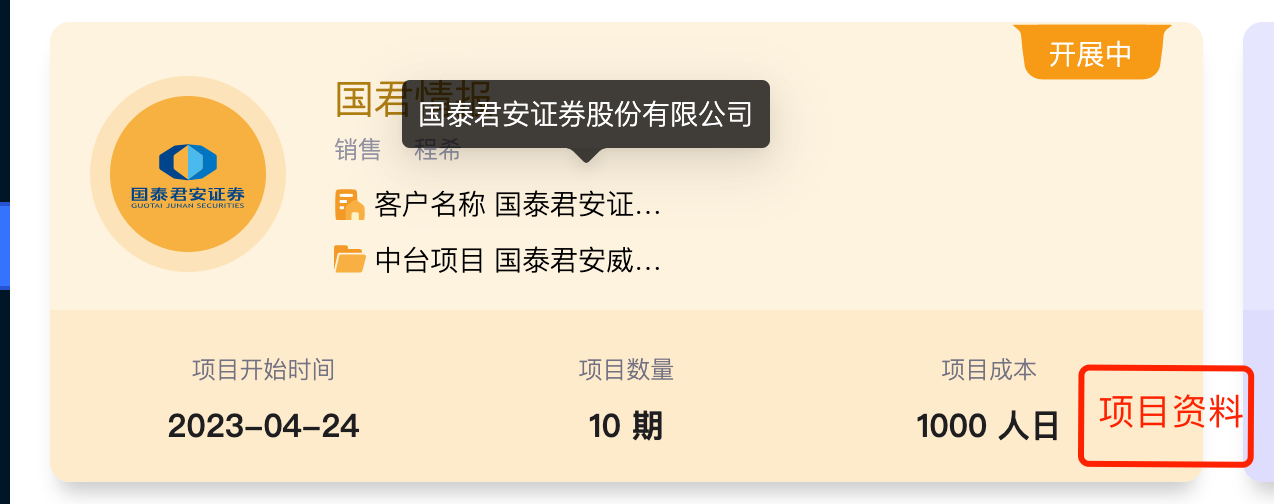 开展中
国君情报
国泰君安证券股份有限公司
销售 程希
国泰君安证券
GUOTAI JUNAN SECURITIES
客户名称 国泰君安证...
中台项目 国泰君安威...
项目开始时间 项目数量 项目成本
2023-04-24 10 期 1000 人日
项目资料